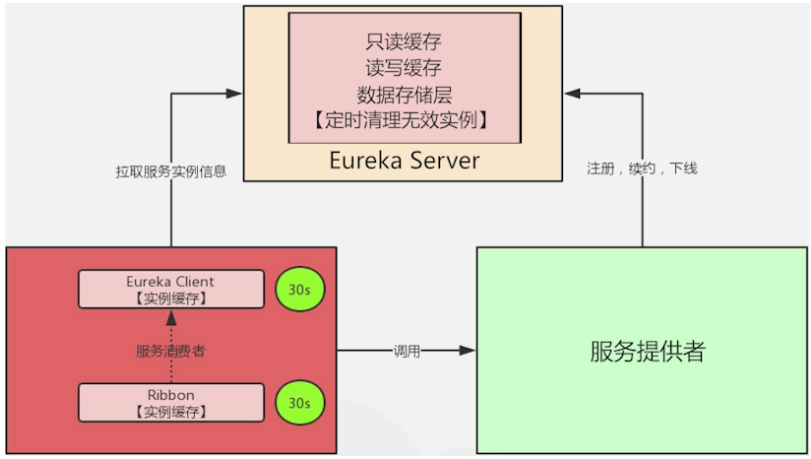 只读缓存
读写缓存
数据存储层
【定时清理无效实例】
Eureka Server
拉取服务实例信息
注册，续约，下线
Eureka Client
【实例缓存】
30s
服务消费者
调用
服务提供者
Ribbon
【实例缓存】
30s